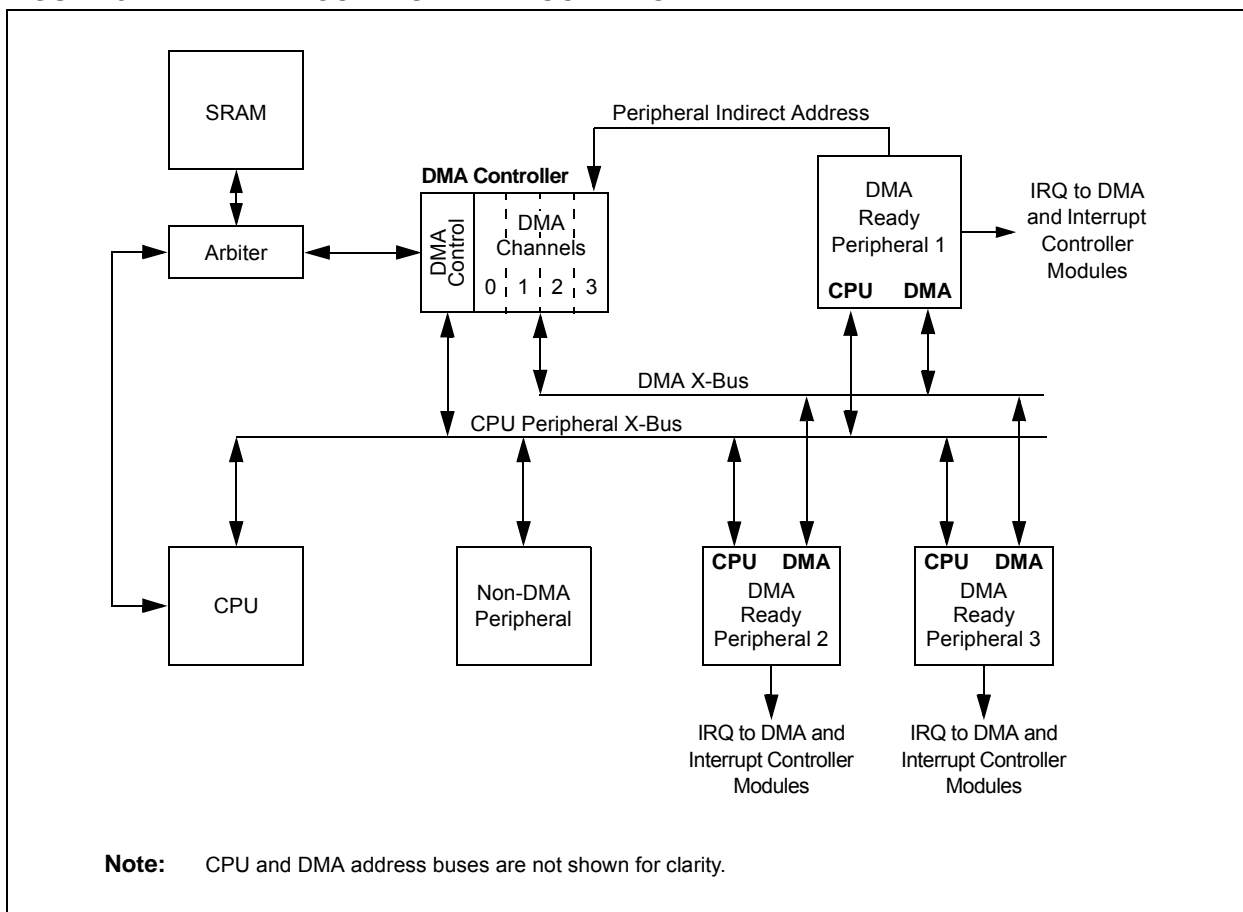 SRAM
Peripheral Indirect Address
DMA Controller
DMA
Control
DMA
Channels
0 1 2 3
Arbiter
DMA
Ready
Peripheral 1
CPU DMA
IRQ to DMA
and Interrupt
Controller
Modules
DMA X-Bus
CPU Peripheral X-Bus
CPU
Non-DMA
Peripheral
CPU DMA
DMA
Ready
Peripheral 2
CPU DMA
DMA
Ready
Peripheral 3
IRQ to DMA and
Interrupt Controller
Modules
IRQ to DMA and
Interrupt Controller
Modules
Note: CPU and DMA address buses are not shown for clarity.